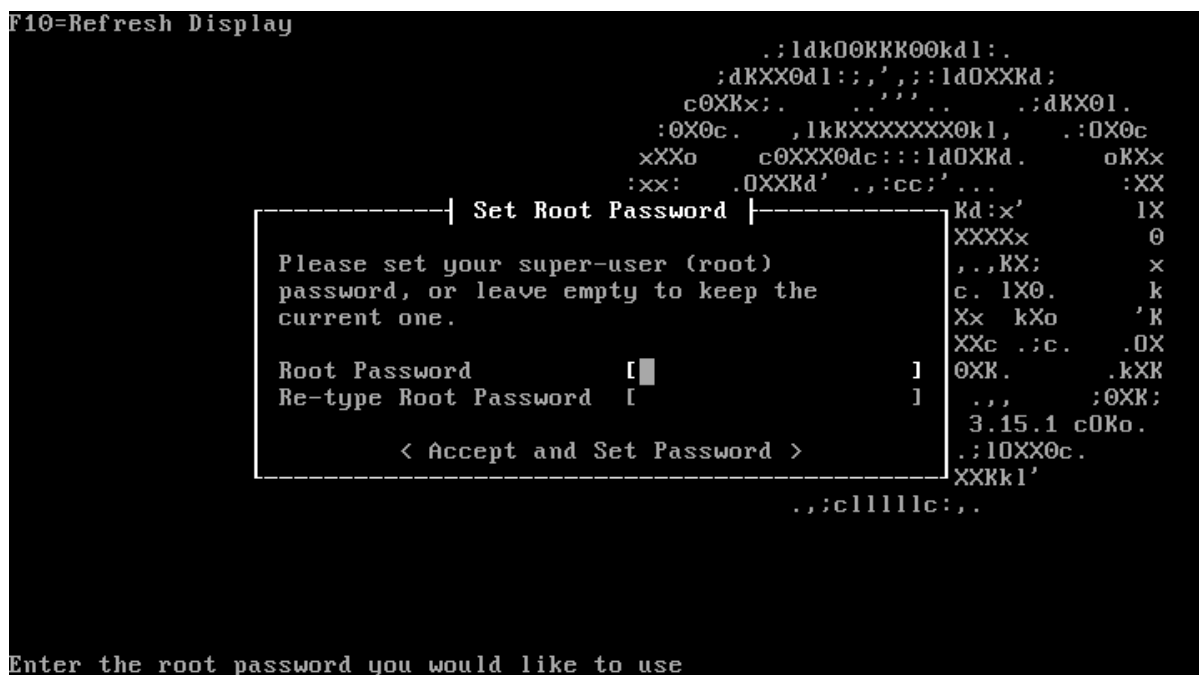 F10=Refresh Display
Set Root Password
Please set your super-user (root)
password, or leave empty to keep the
current one.
Root Password [ ]
Re-type Root Password [ ]
3.15.1
< Accept and Set Password >
Enter the root password you would like to use